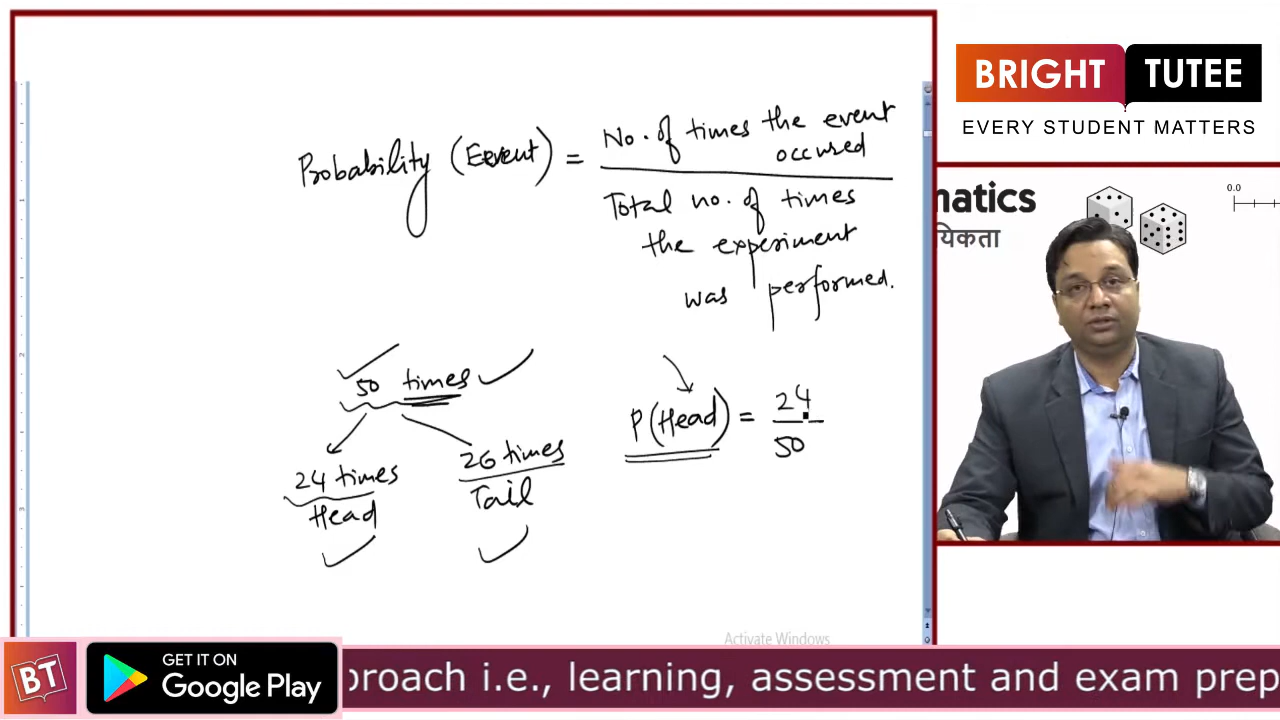 BRIGHT TUTEE
EVERY STUDENT MATTERS
Probability (Event) = No. of times the event
occured
Total no. of times
the experiment
was performed.
natics
यिकता
0.0
50 times
24 times
Head
26 times
Tail
P(Head) = 24
50
Activate Windows
BT
GET IT ON
Google Play
proach i.e., learning, assessment and exam prep